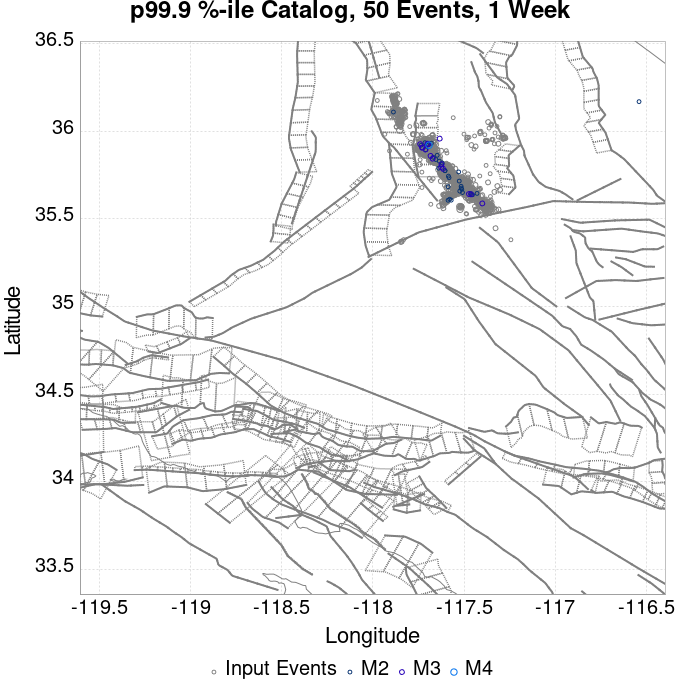 p99.9 %-ile Catalog, 50 Events, 1 Week
36.5
36
35.5
35
34.5
34
33.5
Latitude
-119.5 -119 -118.5 -118 -117.5 -117 -116.5
Longitude
Input Events M2 M3 M4